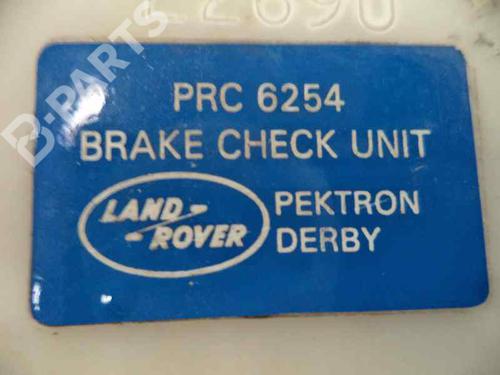 B-PARTS
PRC 6254
BRAKE CHECK UNIT
LAND
ROVER
PEKTRON
DERBY